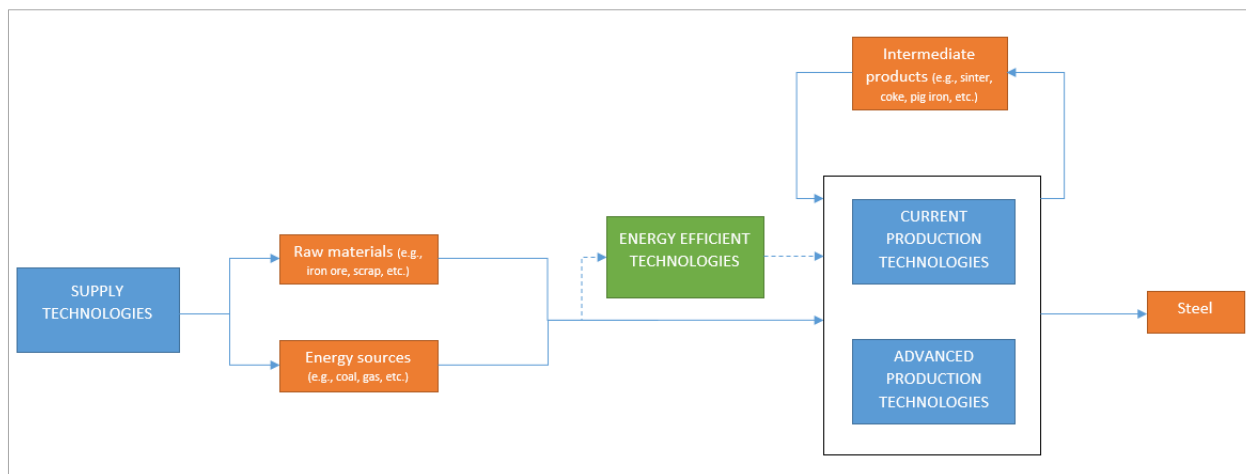 Intermediate
products (e.g., sinter,
coke, pig iron, etc.)
CURRENT
PRODUCTION
TECHNOLOGIES
ENERGY EFFICIENT
TECHNOLOGIES
Raw materials (e.g.,
iron ore, scrap, etc.)
SUPPLY
TECHNOLOGIES
Steel
Energy sources
(e.g., coal, gas, etc.)
ADVANCED
PRODUCTION
TECHNOLOGIES